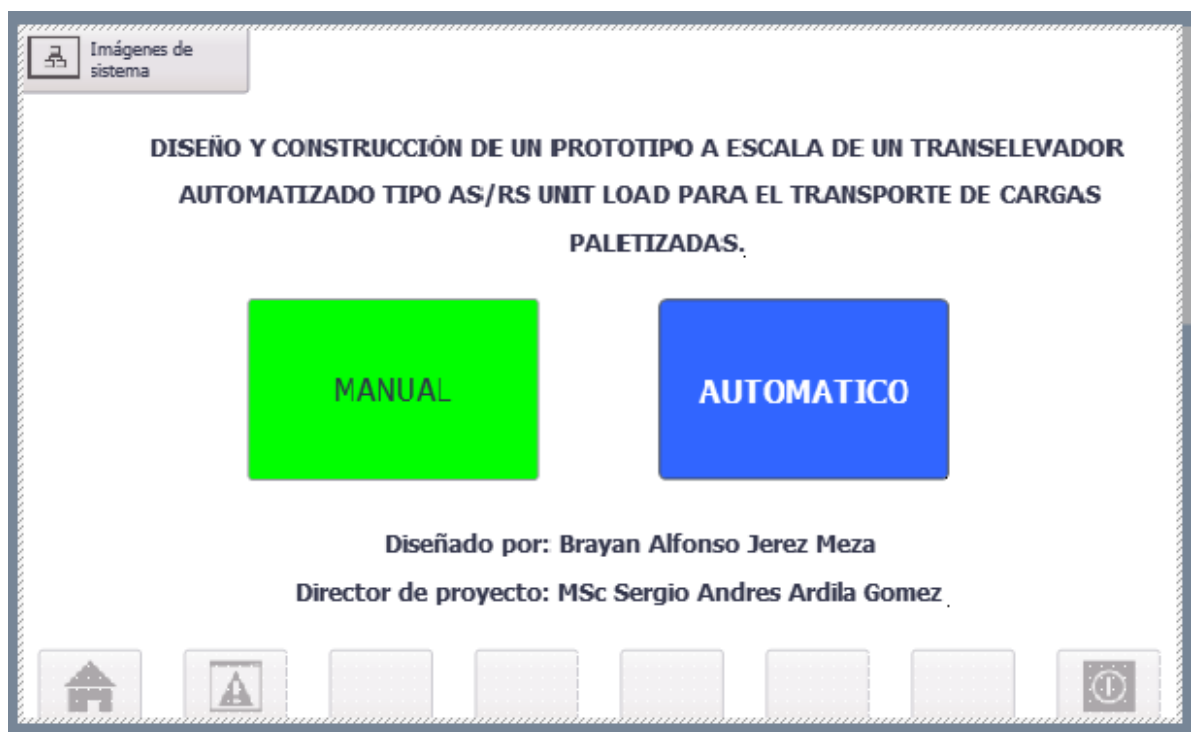 Imágenes de
sistema
DISEÑO Y CONSTRUCCIÓN DE UN PROTOTIPO A ESCALA DE UN TRANSELEVADOR
AUTOMATIZADO TIPO AS/RS UNIT LOAD PARA EL TRANSPORTE DE CARGAS
PALETIZADAS.
MANUAL
AUTOMATICO
Diseñado por: Brayan Alfonso Jerez Meza
Director de proyecto: MSc Sergio Andres Ardila Gomez